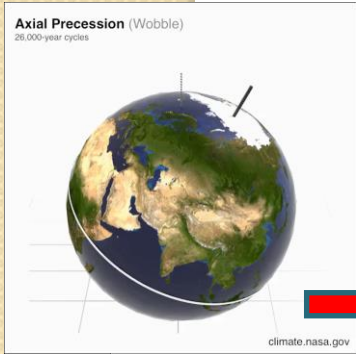 Axial Precession (Wobble)
26,000-year cycles
climate.nasa.gov